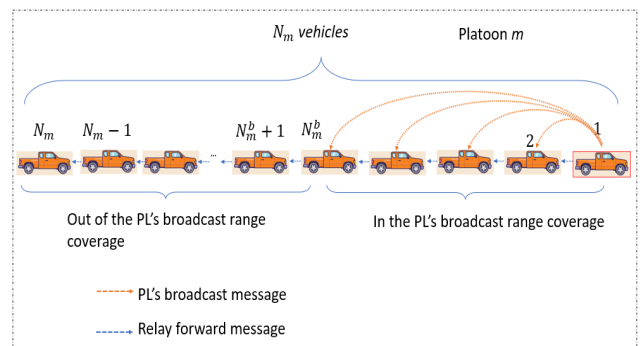 N_m vehicles
Platoon m
N_m
N_m − 1
N_m^b + 1
N_m^b
2
1
...
Out of the PL's broadcast range
coverage
In the PL's broadcast range coverage
PL's broadcast message
Relay forward message